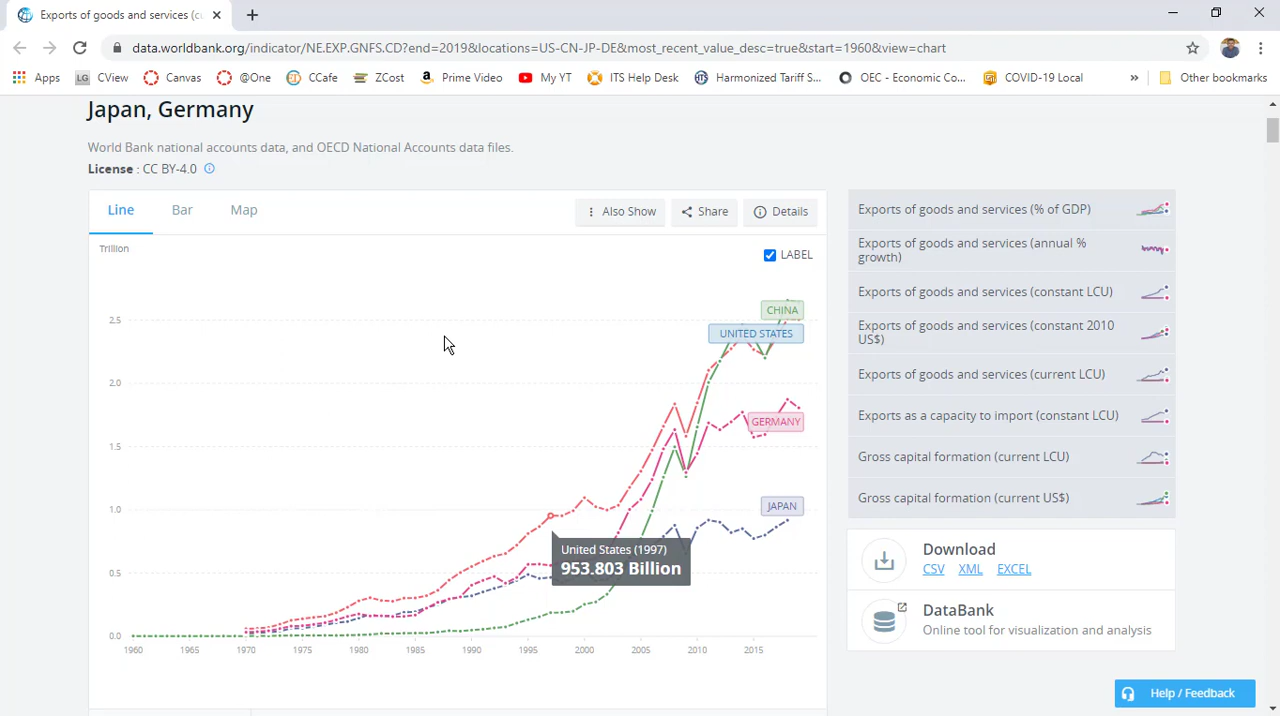 Exports of goods and services (cu
data.worldbank.org/indicator/NE.EXP.GNFS.CD?end=2019&locations=US-CN-JP-DE&most_recent_value_desc=true&start=1960&view=chart
Apps LG CView Canvas @One CCafe ZCost Prime Video My YT ITS Help Desk Harmonized Tariff S... OEC - Economic Co... COVID-19 Local » Other bookmarks
Japan, Germany
World Bank national accounts data, and OECD National Accounts data files.
License : CC BY-4.0
Line Bar Map
Also Show Share Details
Trillion
LABEL
2.5
2.0
1.5
1.0
0.5
0.0
CHINA
UNITED STATES
GERMANY
JAPAN
United States (1997)
953.803 Billion
1960 1965 1970 1975 1980 1985 1990 1995 2000 2005 2010 2015
Exports of goods and services (% of GDP)
Exports of goods and services (annual %
growth)
Exports of goods and services (constant LCU)
Exports of goods and services (constant 2010
US$)
Exports of goods and services (current LCU)
Exports as a capacity to import (constant LCU)
Gross capital formation (current LCU)
Gross capital formation (current US$)
Download
CSV XML EXCEL
DataBank
Online tool for visualization and analysis
Help / Feedback